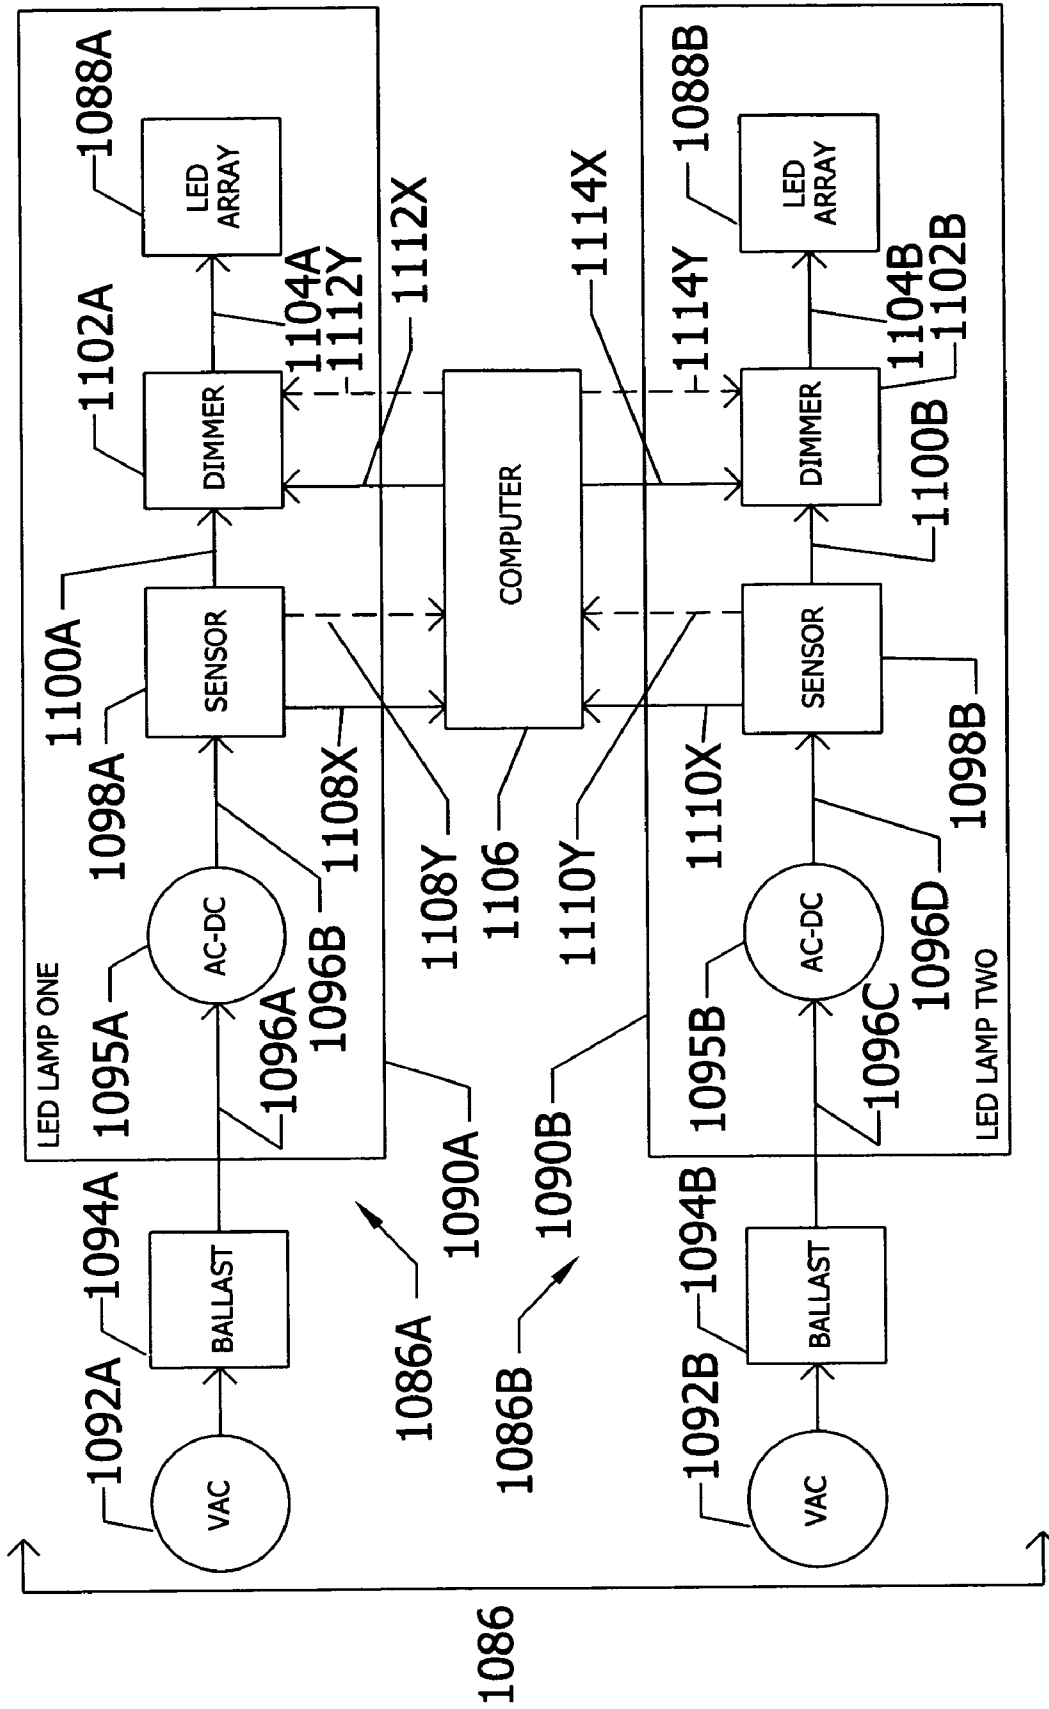 LED LAMP ONE
1092A
1094A
1095A
1098A
1100A
1102A
1088A
VAC
BALLAST
AC-DC
SENSOR
DIMMER
LED
ARRAY
1096A
1096B
1108X
1104A
1112Y
1086A
1090A
1108Y
1112X
1086
1106
COMPUTER
1086B
1090B
1110Y
1114X
1092B
1094B
1095B
1110X
1114Y
1088B
VAC
BALLAST
AC-DC
SENSOR
DIMMER
LED
ARRAY
1096C
1096D
1098B
1100B
1104B
1102B
LED LAMP TWO